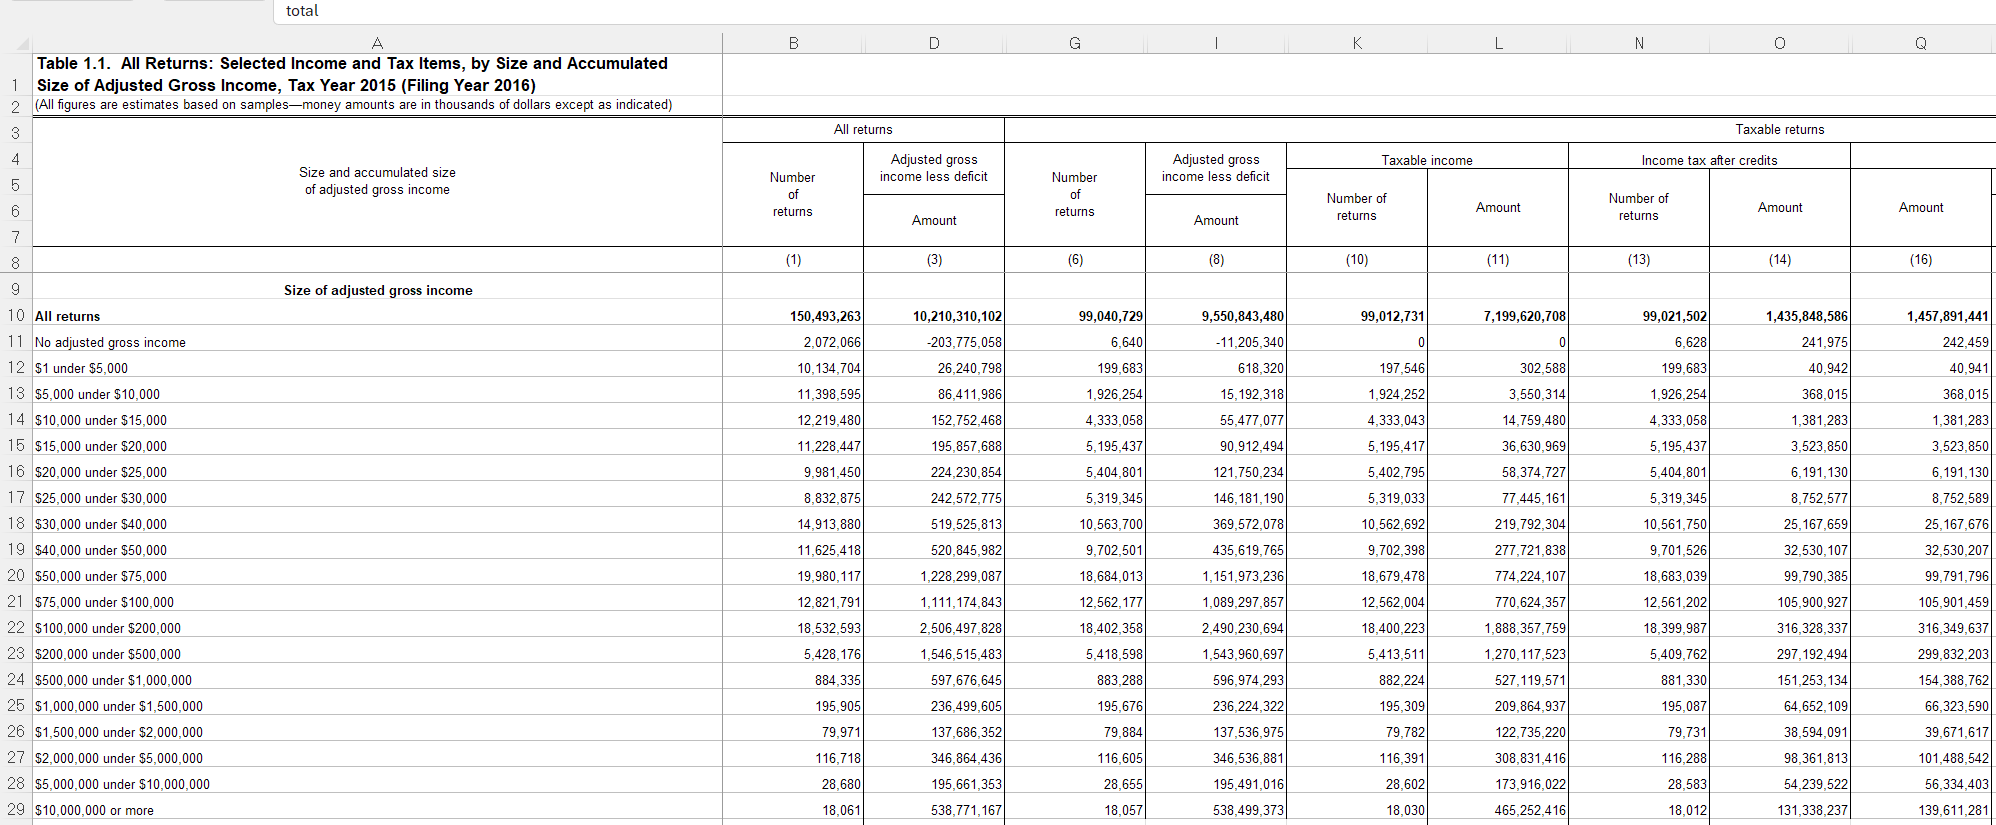 total
A B D G I K L N O Q
1 Table 1.1. All Returns: Selected Income and Tax Items, by Size and Accumulated
Size of Adjusted Gross Income, Tax Year 2015 (Filing Year 2016)
2 (All figures are estimates based on samples—money amounts are in thousands of dollars except as indicated)
3 All returns Taxable returns
4 Size and accumulated size Number Adjusted gross Number Adjusted gross Taxable income Income tax after credits
5 of adjusted gross income of income less deficit of income less deficit Number of Amount Number of Amount Amount
6 returns Amount returns Amount returns returns
7
8 (1) (3) (6) (8) (10) (11) (13) (14) (16)
9 Size of adjusted gross income
10 All returns 150,493,263 10,210,310,102 99,040,729 9,550,843,480 99,012,731 7,199,620,708 99,021,502 1,435,848,586 1,457,891,441
11 No adjusted gross income 2,072,066 -203,775,058 6,640 -11,205,340 0 0 6,628 241,975 242,459
12 $1 under $5,000 10,134,704 26,240,798 199,683 618,320 197,546 302,588 199,683 40,942 40,941
13 $5,000 under $10,000 11,398,595 86,411,986 1,926,254 15,192,318 1,924,252 3,550,314 1,926,254 368,015 368,015
14 $10,000 under $15,000 12,219,480 152,752,468 4,333,058 55,477,077 4,333,043 14,759,480 4,333,058 1,381,283 1,381,283
15 $15,000 under $20,000 11,228,447 195,857,688 5,195,437 90,912,494 5,195,417 36,630,969 5,195,437 3,523,850 3,523,850
16 $20,000 under $25,000 9,981,450 224,230,854 5,404,801 121,750,234 5,402,795 58,374,727 5,404,801 6,191,130 6,191,130
17 $25,000 under $30,000 8,832,875 242,572,775 5,319,345 146,181,190 5,319,033 77,445,161 5,319,345 8,752,577 8,752,589
18 $30,000 under $40,000 14,913,880 519,525,813 10,563,700 369,572,078 10,562,692 219,792,304 10,561,750 25,167,659 25,167,676
19 $40,000 under $50,000 11,625,418 520,845,982 9,702,501 435,619,765 9,702,398 277,721,838 9,701,526 32,530,107 32,530,207
20 $50,000 under $75,000 19,980,117 1,228,299,087 18,684,013 1,151,973,236 18,679,478 774,224,107 18,683,039 99,790,385 99,791,796
21 $75,000 under $100,000 12,821,791 1,111,174,843 12,562,177 1,089,297,857 12,562,004 770,624,357 12,561,202 105,900,927 105,901,459
22 $100,000 under $200,000 18,532,593 2,506,497,828 18,402,358 2,490,230,694 18,400,223 1,888,357,759 18,399,987 316,328,337 316,349,637
23 $200,000 under $500,000 5,428,176 1,546,515,483 5,418,598 1,543,960,697 5,413,511 1,270,117,523 5,409,762 297,192,494 299,832,203
24 $500,000 under $1,000,000 884,335 597,676,645 883,288 596,974,293 882,224 527,119,571 881,330 151,253,134 154,388,762
25 $1,000,000 under $1,500,000 195,905 236,499,605 195,676 236,224,322 195,309 209,864,937 195,087 64,652,109 66,323,590
26 $1,500,000 under $2,000,000 79,971 137,686,352 79,884 137,536,975 79,782 122,735,220 79,731 38,594,091 39,671,617
27 $2,000,000 under $5,000,000 116,718 346,864,436 116,605 346,536,881 116,391 308,831,416 116,288 98,361,813 101,488,542
28 $5,000,000 under $10,000,000 28,680 195,661,353 28,655 195,491,016 28,602 173,916,022 28,583 54,239,522 56,334,403
29 $10,000,000 or more 18,061 538,771,167 18,057 538,499,373 18,030 465,252,416 18,012 131,338,237 139,611,281